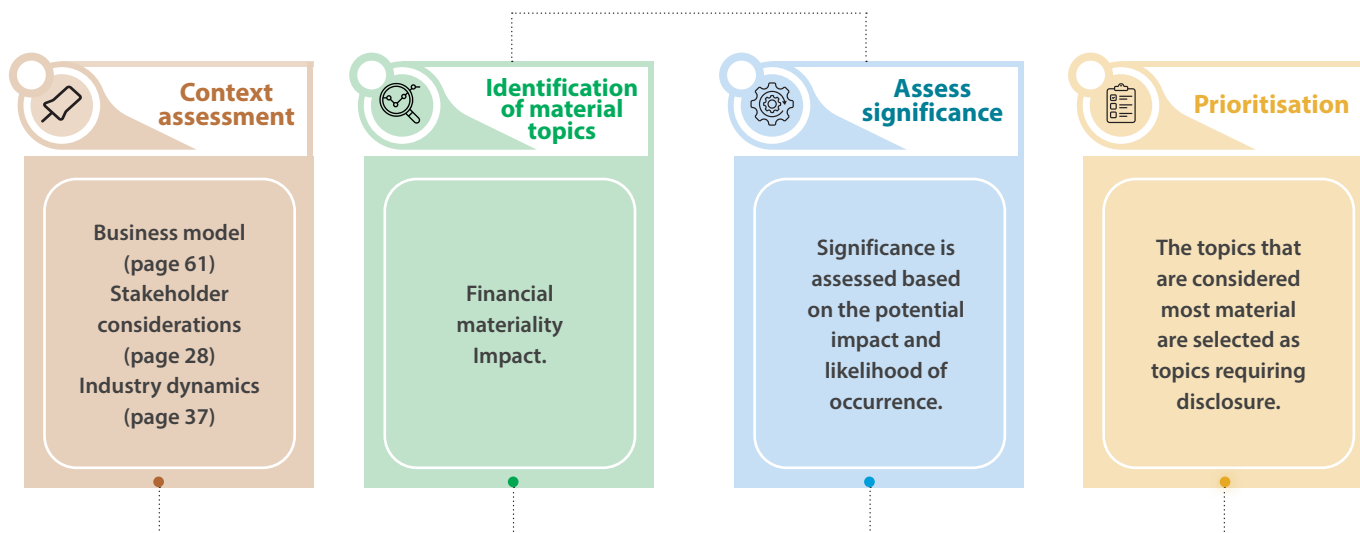 Context
assessment
Business model
(page 61)
Stakeholder
considerations
(page 28)
Industry dynamics
(page 37)
Identification
of material
topics
Financial
materiality
Impact.
Assess
significance
Significance is
assessed based
on the potential
impact and
likelihood of
occurrence.
Prioritisation
The topics that
are considered
most material
are selected as
topics requiring
disclosure.